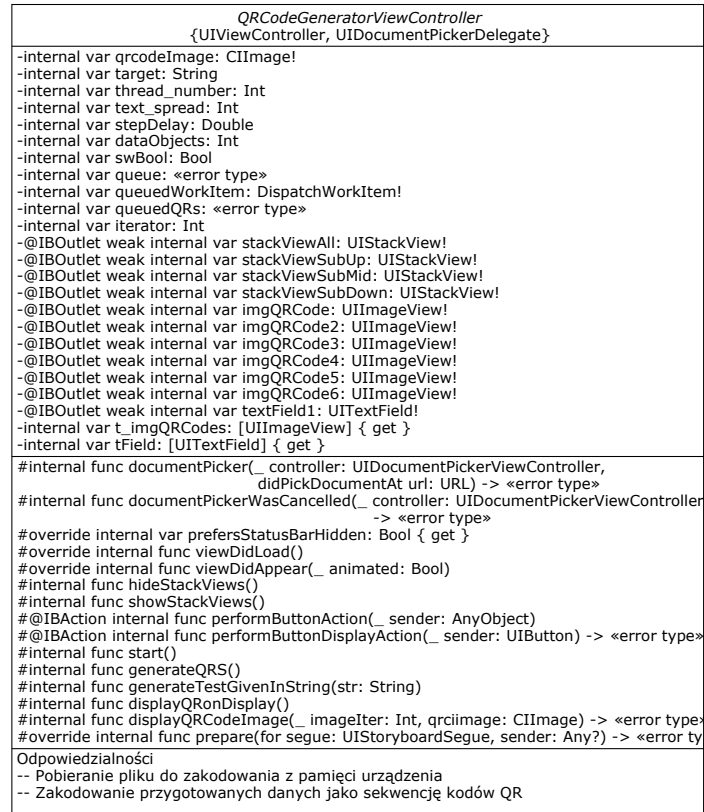 QRCodeGeneratorViewController
{UIViewController, UIDocumentPickerDelegate}
-internal var qrcodeImage: CIImage!
-internal var target: String
-internal var thread_number: Int
-internal var text_spread: Int
-internal var stepDelay: Double
-internal var dataObjects: Int
-internal var swBool: Bool
-internal var queue: «error type»
-internal var queuedWorkItem: DispatchWorkItem!
-internal var queuedQRs: «error type»
-internal var iterator: Int
-@IBOutlet weak internal var stackViewAll: UIStackView!
-@IBOutlet weak internal var stackViewSubUp: UIStackView!
-@IBOutlet weak internal var stackViewSubMid: UIStackView!
-@IBOutlet weak internal var stackViewSubDown: UIStackView!
-@IBOutlet weak internal var imgQRCode: UIImageView!
-@IBOutlet weak internal var imgQRCode2: UIImageView!
-@IBOutlet weak internal var imgQRCode3: UIImageView!
-@IBOutlet weak internal var imgQRCode4: UIImageView!
-@IBOutlet weak internal var imgQRCode5: UIImageView!
-@IBOutlet weak internal var imgQRCode6: UIImageView!
-@IBOutlet weak internal var textField1: UITextField!
-internal var t_imgQRCodes: [UIImageView] { get }
-internal var tField: [UITextField] { get }
#internal func documentPicker(_ controller: UIDocumentPickerViewController,
didPickDocumentAt url: URL) -> «error type»
#internal func documentPickerWasCancelled(_ controller: UIDocumentPickerViewController
-> «error type»
#override internal var prefersStatusBarHidden: Bool { get }
#override internal func viewDidLoad()
#override internal func viewDidAppear(_ animated: Bool)
#internal func hideStackViews()
#internal func showStackViews()
#@IBAction internal func performButtonAction(_ sender: AnyObject)
#@IBAction internal func performButtonDisplayAction(_ sender: UIButton) -> «error type»
#internal func start()
#internal func generateQRS()
#internal func generateTestGivenInString(str: String)
#internal func displayQRonDisplay()
#internal func displayQRCodeImage(_ imageIter: Int, qrciimage: CIImage) -> «error type»
#override internal func prepare(for segue: UIStoryboardSegue, sender: Any?) -> «error ty
Odpowiedzialności
-- Pobieranie pliku do zakodowania z pamięci urządzenia
-- Zakodowanie przygotowanych danych jako sekwencję kodów QR